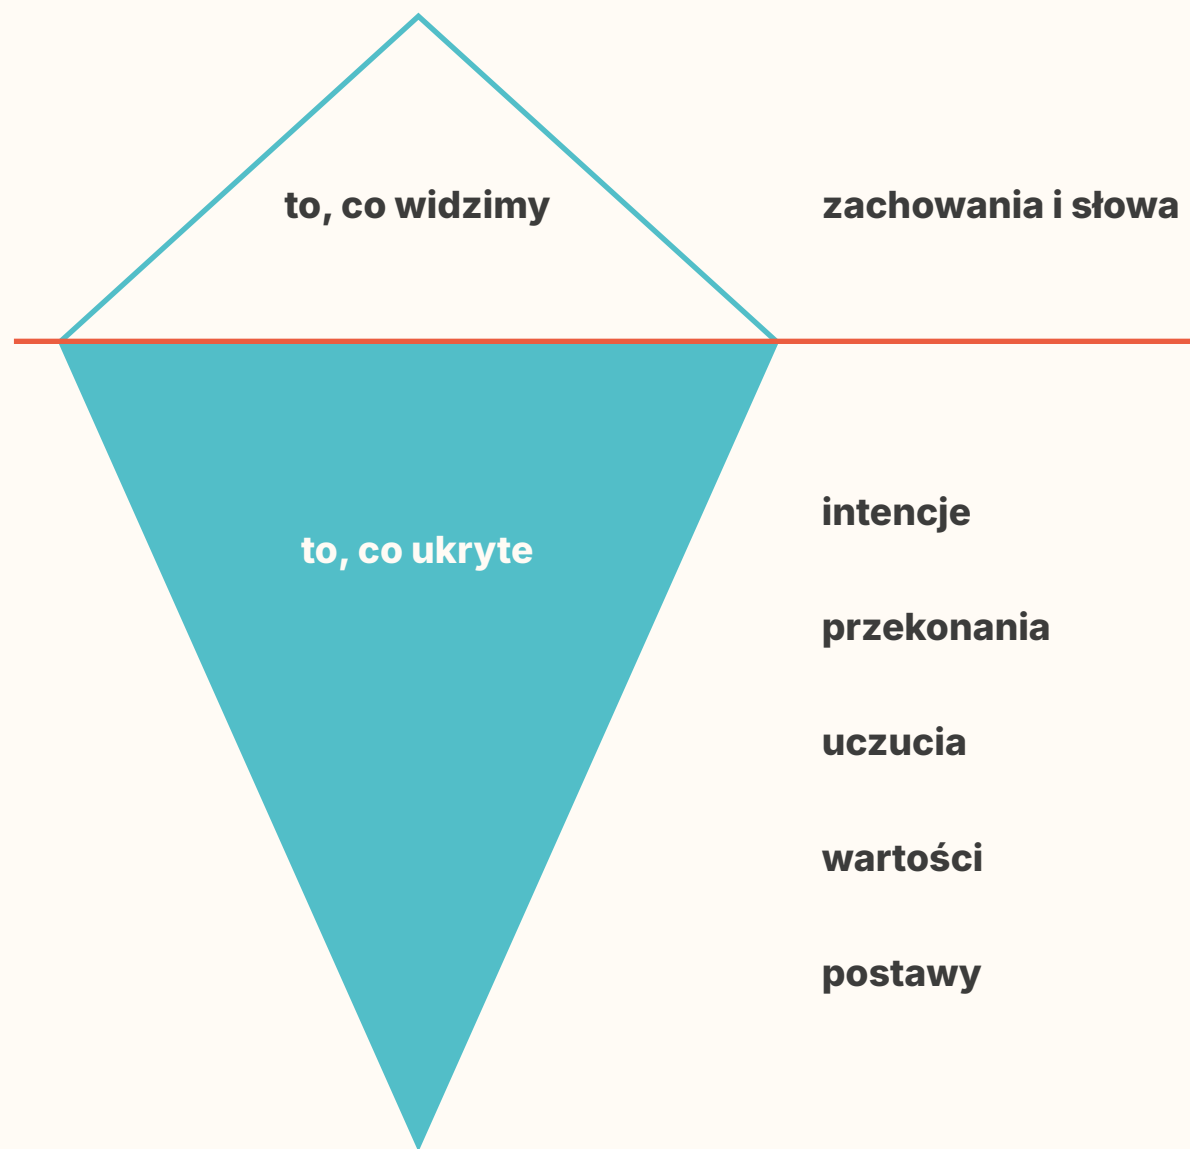 to, co widzimy
zachowania i słowa
to, co ukryte
intencje
przekonania
uczucia
wartości
postawy